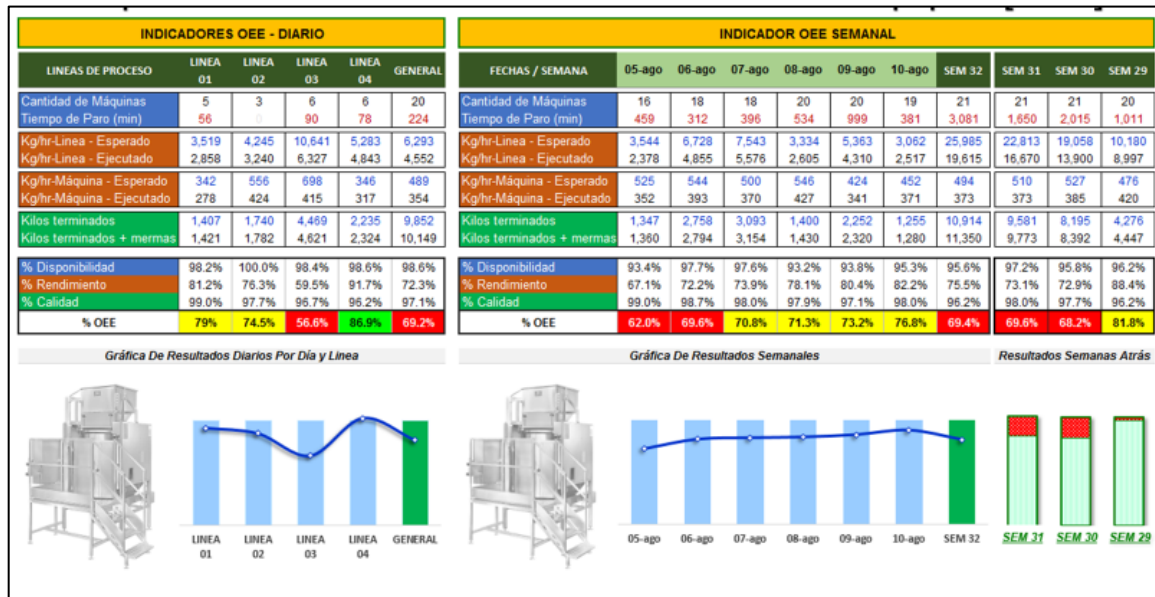 INDICADORES OEE - DIARIO
LINEAS DE PROCESO LINEA 01 LINEA 02 LINEA 03 LINEA 04 GENERAL
Cantidad de Máquinas 5 3 6 6 20
Tiempo de Paro (min) 56 0 90 78 224
Kg/hr-Linea - Esperado 3,519 4,245 10,641 5,283 6,293
Kg/hr-Linea - Ejecutado 2,858 3,240 6,327 4,843 4,552
Kg/hr-Máquina - Esperado 342 556 698 346 489
Kg/hr-Máquina - Ejecutado 278 424 415 317 354
Kilos terminados 1,407 1,740 4,469 2,235 9,852
Kilos terminados + mermas 1,421 1,782 4,621 2,324 10,149
% Disponibilidad 98.2% 100.0% 98.4% 98.6% 98.6%
% Rendimiento 81.2% 76.3% 59.5% 91.7% 72.3%
% Calidad 99.0% 97.7% 96.7% 96.2% 97.1%
% OEE 79% 74.5% 56.6% 86.9% 69.2%
Gráfica De Resultados Diarios Por Día y Linea
LINEA 01 LINEA 02 LINEA 03 LINEA 04 GENERAL
INDICADOR OEE SEMANAL
FECHAS / SEMANA 05-ago 06-ago 07-ago 08-ago 09-ago 10-ago SEM 32 SEM 31 SEM 30 SEM 29
Cantidad de Máquinas 16 18 18 20 20 19 21 21 21 20
Tiempo de Paro (min) 459 312 396 534 999 381 3,081 1,650 2,015 1,011
Kg/hr-Linea - Esperado 3,544 6,728 7,543 3,334 5,363 3,062 25,985 22,813 19,058 10,180
Kg/hr-Linea - Ejecutado 2,378 4,855 5,576 2,605 4,310 2,517 19,615 16,670 13,900 8,997
Kg/hr-Máquina - Esperado 525 544 500 546 424 452 494 510 527 476
Kg/hr-Máquina - Ejecutado 352 393 370 427 341 371 373 373 385 420
Kilos terminados 1,347 2,758 3,093 1,400 2,252 1,255 10,914 9,581 8,195 4,276
Kilos terminados + mermas 1,360 2,794 3,154 1,430 2,320 1,280 11,350 9,773 8,392 4,447
% Disponibilidad 93.4% 97.7% 97.6% 93.2% 93.8% 95.3% 95.6% 97.2% 95.8% 96.2%
% Rendimiento 67.1% 72.2% 73.9% 78.1% 80.4% 82.2% 75.5% 73.1% 72.9% 88.4%
% Calidad 99.0% 98.7% 98.0% 97.9% 97.1% 98.0% 96.2% 98.0% 97.7% 96.2%
% OEE 62.0% 69.6% 70.8% 71.3% 73.2% 76.8% 69.4% 69.6% 68.2% 81.8%
Gráfica De Resultados Semanales
Resultados Semanas Atrás
05-ago 06-ago 07-ago 08-ago 09-ago 10-ago SEM 32
SEM 31 SEM 30 SEM 29